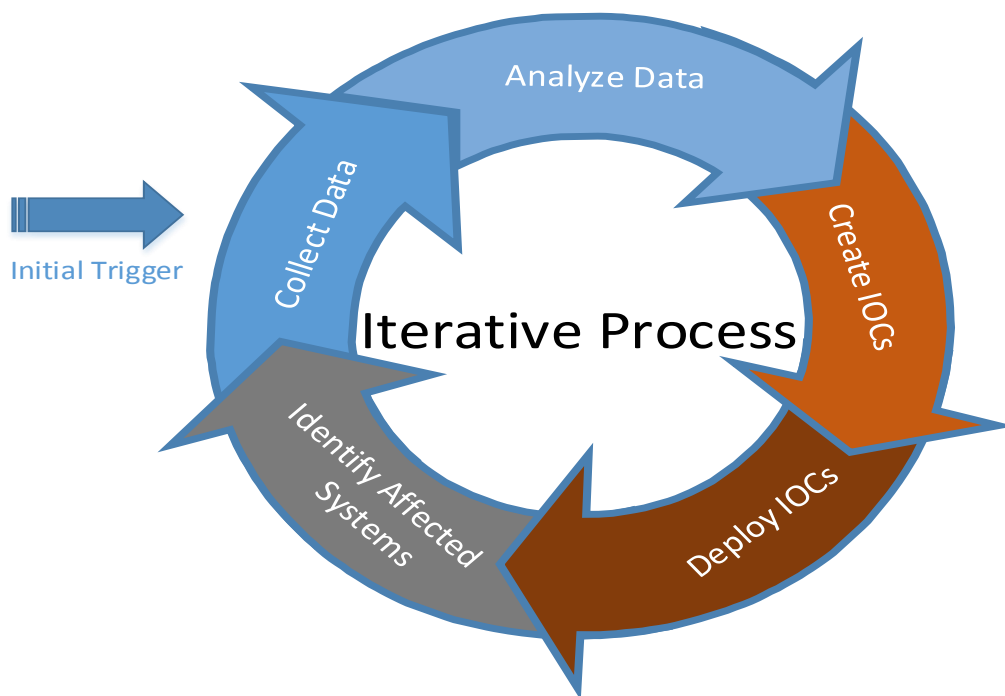 Initial Trigger
Collect Data
Analyze Data
Create IOCs
Deploy IOCs
Identify Affected
Systems
Iterative Process